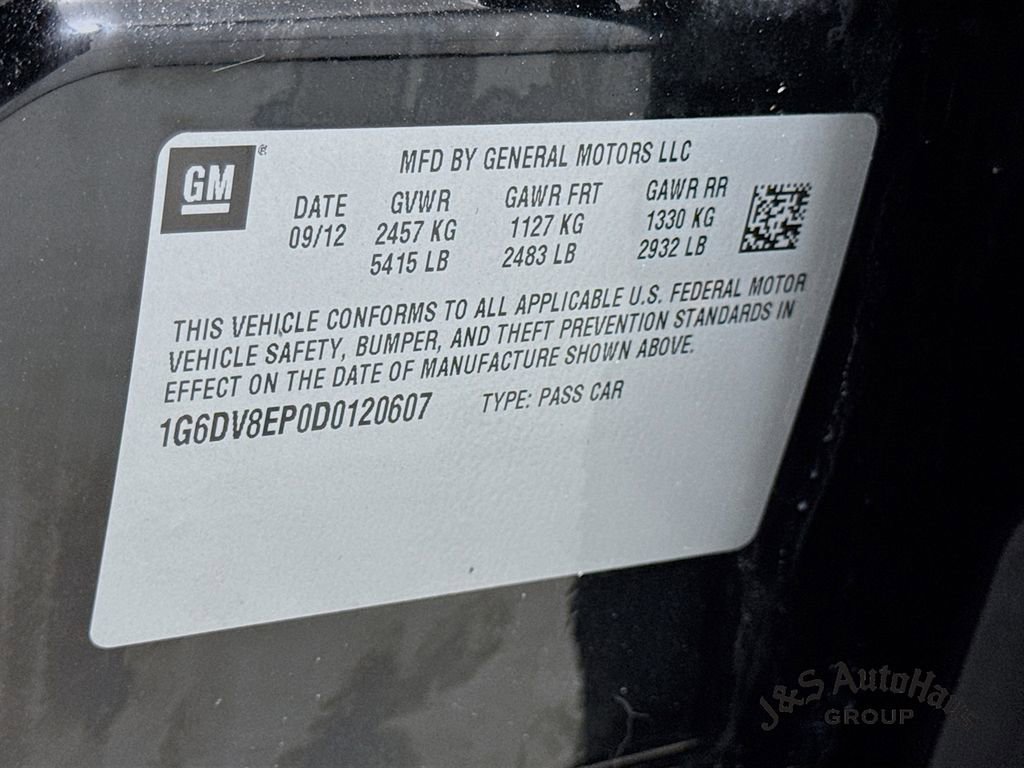 GM
MFD BY GENERAL MOTORS LLC
DATE GVWR GAWR FRT GAWR RR
09/12 2457 KG 1127 KG 1330 KG
5415 LB 2483 LB 2932 LB
THIS VEHICLE CONFORMS TO ALL APPLICABLE U.S. FEDERAL MOTOR
VEHICLE SAFETY, BUMPER, AND THEFT PREVENTION STANDARDS IN
EFFECT ON THE DATE OF MANUFACTURE SHOWN ABOVE.
1G6DV8EP0D0120607 TYPE: PASS CAR
J&S AutoHaus
GROUP